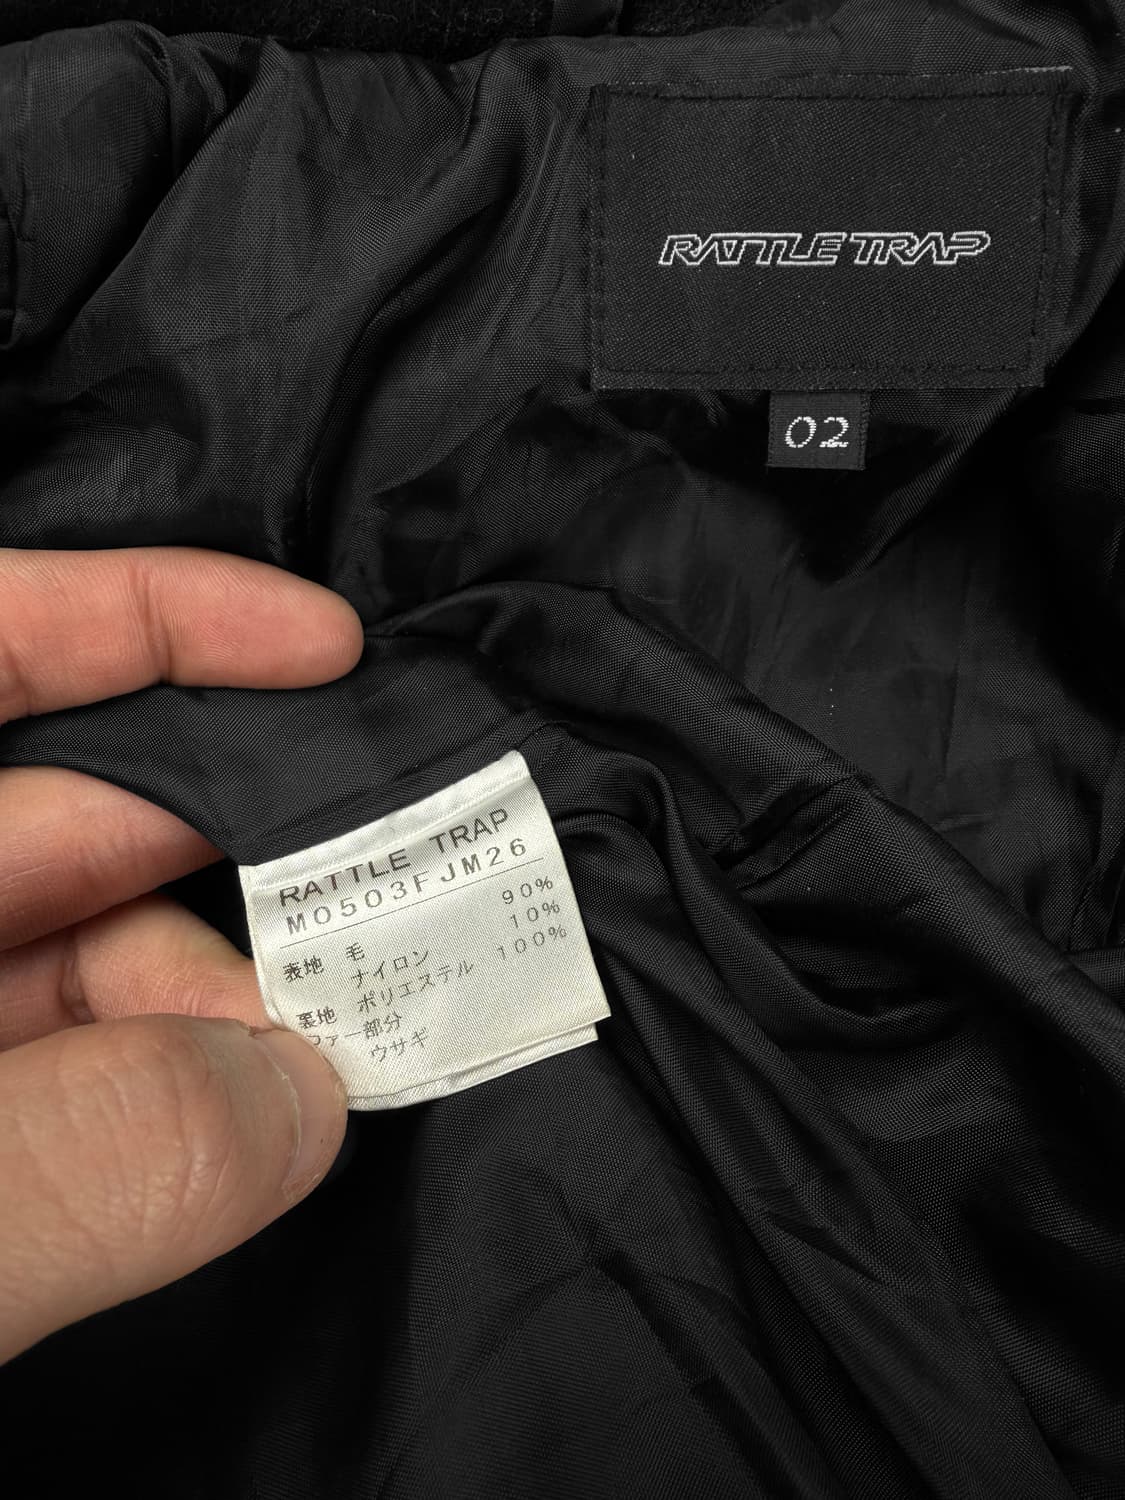 RATTLE TRAP
02
RATTLE TRAP
M0503FJM26
表地 毛 90%
ナイロン 10%
裏地 ポリエステル 100%
ファー部分
ウサギ